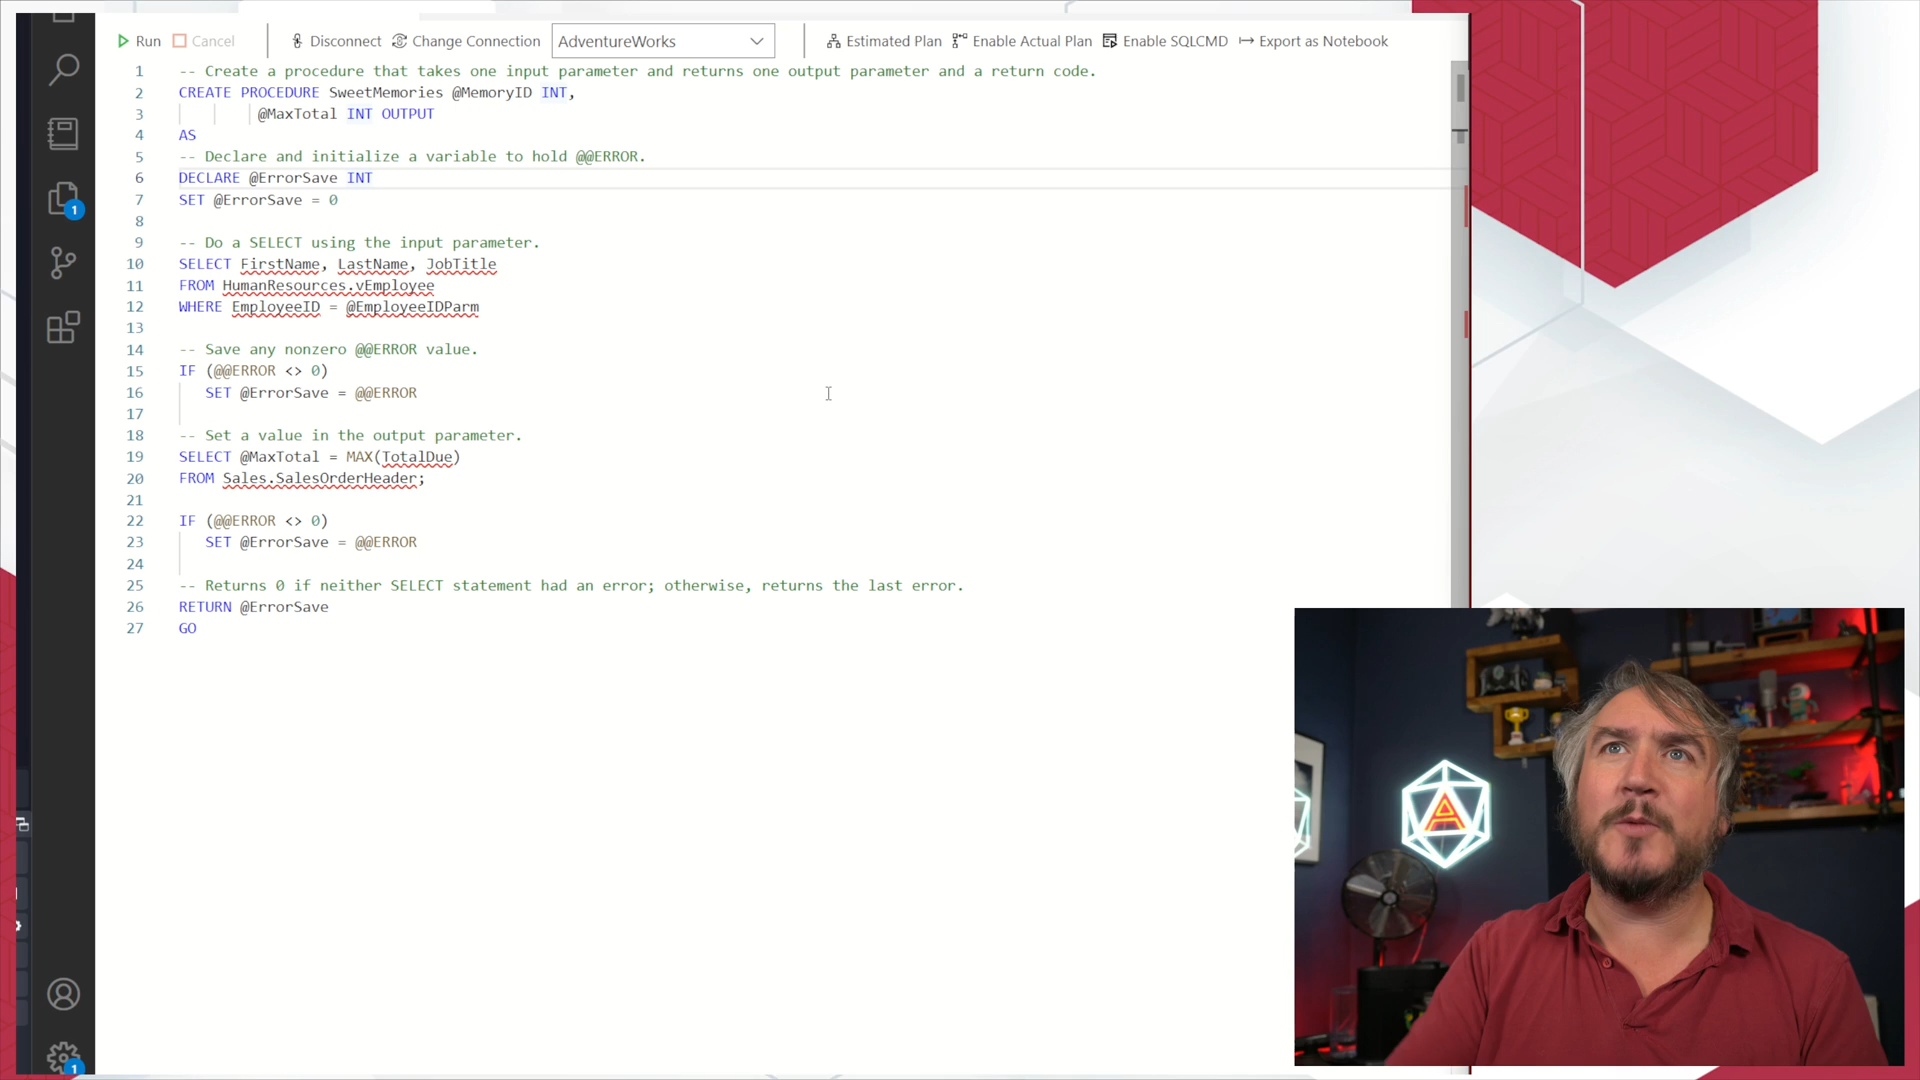 Run Cancel Disconnect Change Connection AdventureWorks Estimated Plan Enable Actual Plan Enable SQLCMD Export as Notebook
1 -- Create a procedure that takes one input parameter and returns one output parameter and a return code.
2 CREATE PROCEDURE SweetMemories @MemoryID INT,
3 @MaxTotal INT OUTPUT
4 AS
5 -- Declare and initialize a variable to hold @@ERROR.
6 DECLARE @ErrorSave INT
7 SET @ErrorSave = 0
8
9 -- Do a SELECT using the input parameter.
10 SELECT FirstName, LastName, JobTitle
11 FROM HumanResources.vEmployee
12 WHERE EmployeeID = @EmployeeIDParm
13
14 -- Save any nonzero @@ERROR value.
15 IF (@@ERROR <> 0)
16 SET @ErrorSave = @@ERROR
17
18 -- Set a value in the output parameter.
19 SELECT @MaxTotal = MAX(TotalDue)
20 FROM Sales.SalesOrderHeader;
21
22 IF (@@ERROR <> 0)
23 SET @ErrorSave = @@ERROR
24
25 -- Returns 0 if neither SELECT statement had an error; otherwise, returns the last error.
26 RETURN @ErrorSave
27 GO
1
1
A